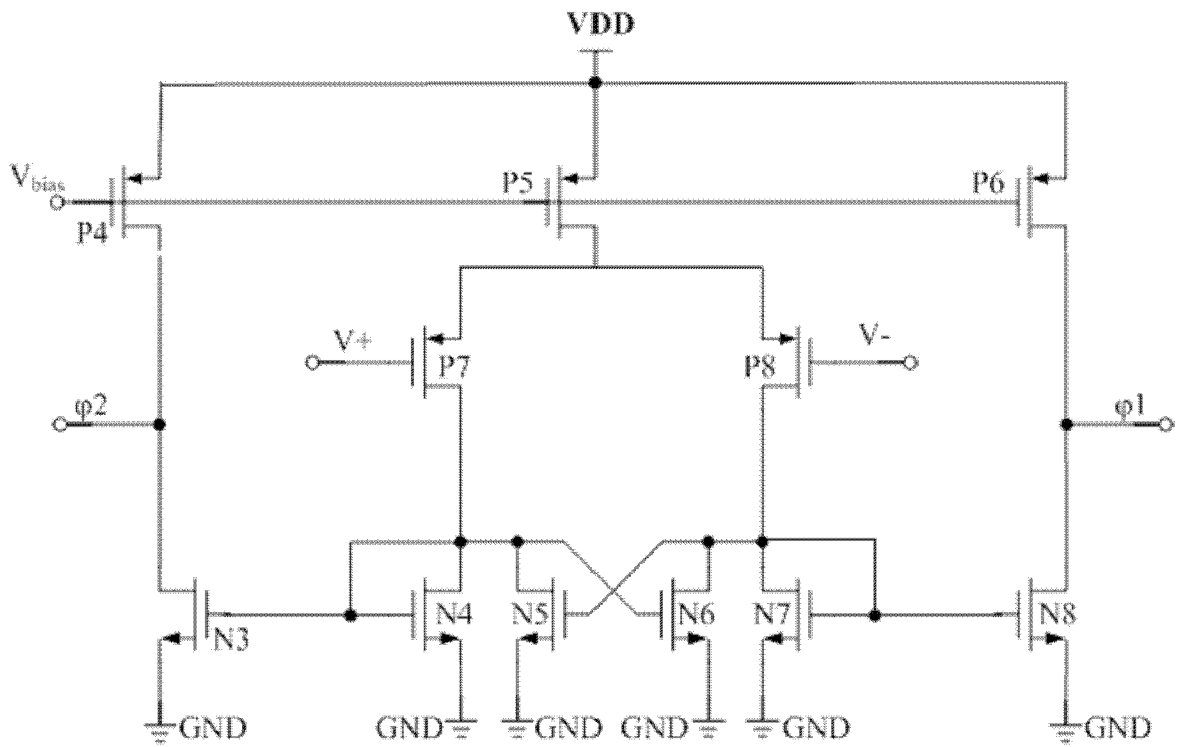 VDD
Vbias
P4
P5
P6
V+
P7
P8
V-
φ2
φ1
N3
N4
N5
N6
N7
N8
GND
GND
GND
GND
GND
GND